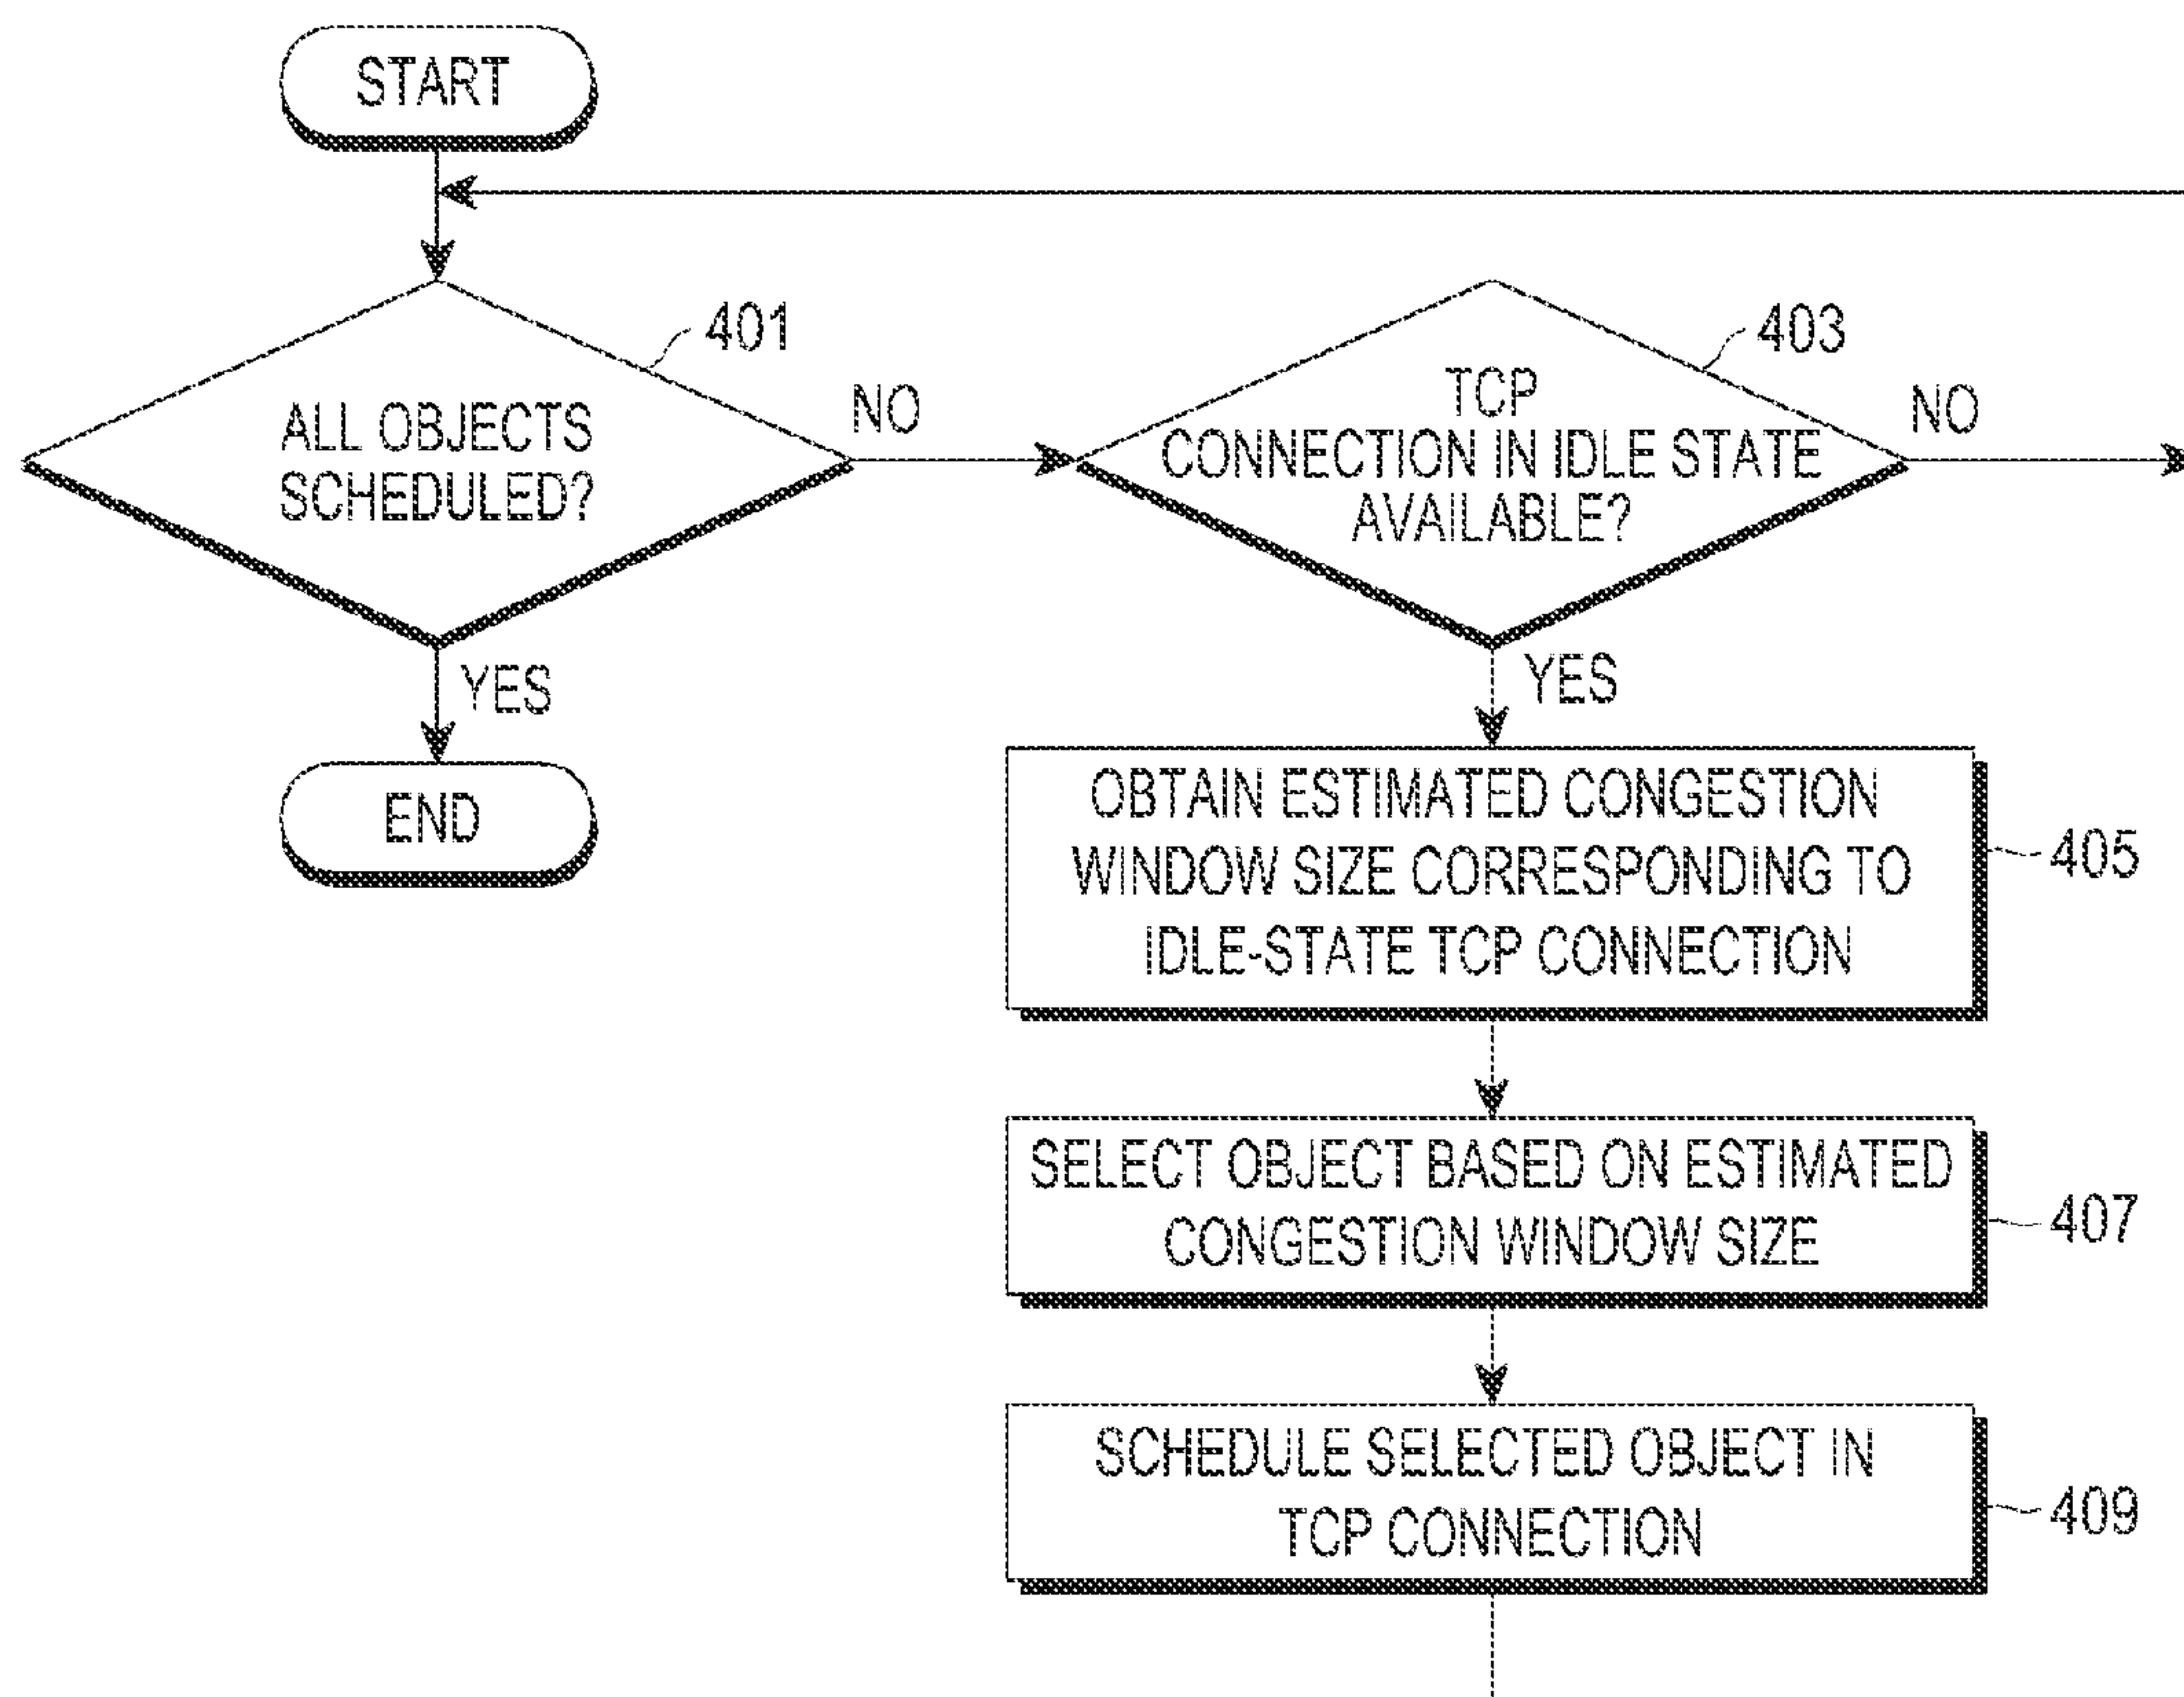 START
401
ALL OBJECTS
SCHEDULED?
NO
YES
END
403
TCP
CONNECTION IN IDLE STATE
AVAILABLE?
NO
YES
OBTAIN ESTIMATED CONGESTION
WINDOW SIZE CORRESPONDING TO
IDLE-STATE TCP CONNECTION
405
SELECT OBJECT BASED ON ESTIMATED
CONGESTION WINDOW SIZE
407
SCHEDULE SELECTED OBJECT IN
TCP CONNECTION
409